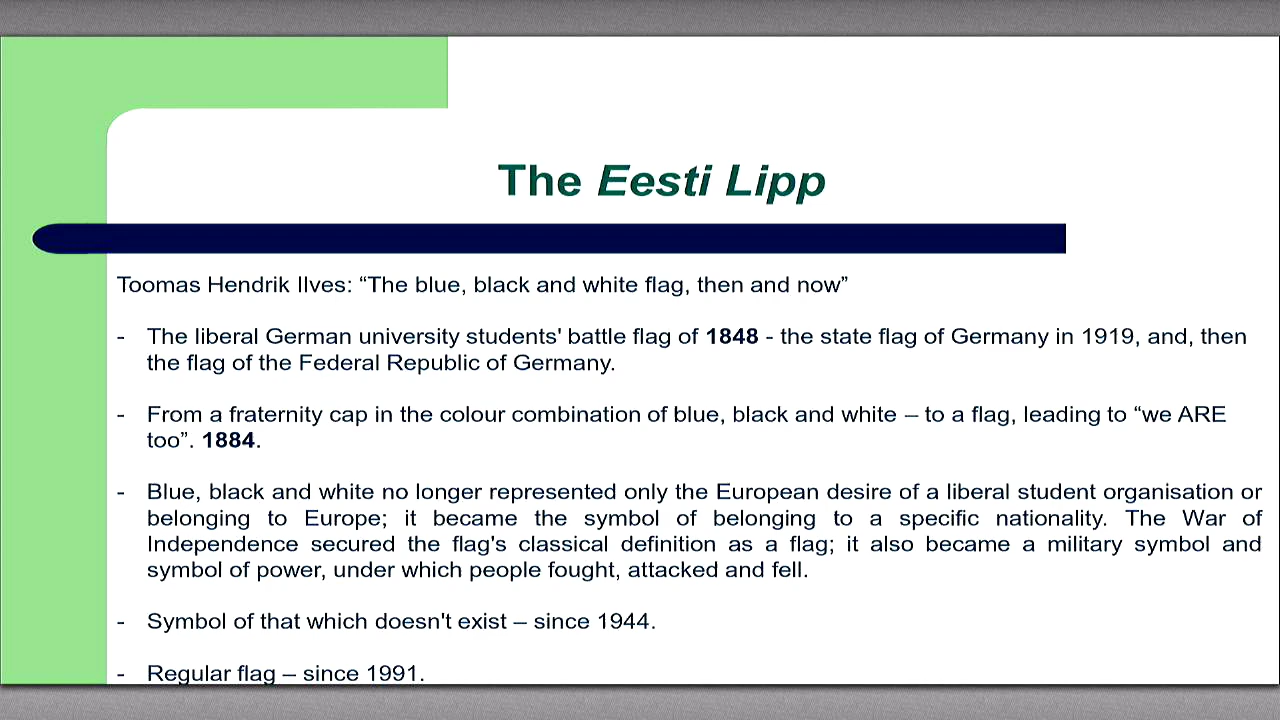 The Eesti Lipp
Toomas Hendrik Ilves: “The blue, black and white flag, then and now”
- The liberal German university students' battle flag of 1848 - the state flag of Germany in 1919, and, then
the flag of the Federal Republic of Germany.
- From a fraternity cap in the colour combination of blue, black and white – to a flag, leading to “we ARE
too”. 1884.
- Blue, black and white no longer represented only the European desire of a liberal student organisation or
belonging to Europe; it became the symbol of belonging to a specific nationality. The War of
Independence secured the flag's classical definition as a flag; it also became a military symbol and
symbol of power, under which people fought, attacked and fell.
- Symbol of that which doesn't exist – since 1944.
- Regular flag – since 1991.